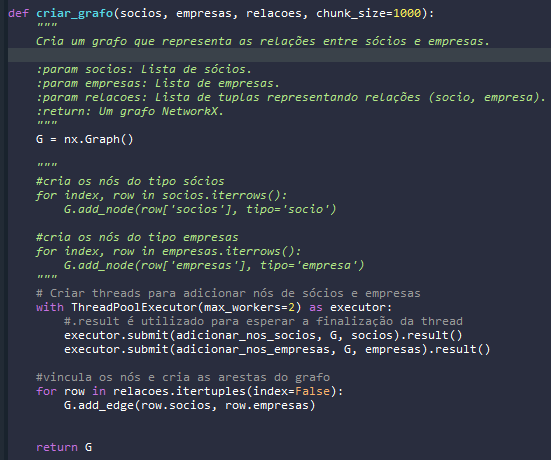 def criar_grafo(socios, empresas, relacoes, chunk_size=1000):
"""
Cria um grafo que representa as relações entre sócios e empresas.
:param socios: Lista de sócios.
:param empresas: Lista de empresas.
:param relacoes: Lista de tuplas representando relações (socio, empresa).
:return: Um grafo NetworkX.
"""
G = nx.Graph()
"""
#cria os nós do tipo sócios
for index, row in socios.iterrows():
G.add_node(row['socios'], tipo='socio')
#cria os nós do tipo empresas
for index, row in empresas.iterrows():
G.add_node(row['empresas'], tipo='empresa')
"""
# Criar threads para adicionar nós de sócios e empresas
with ThreadPoolExecutor(max_workers=2) as executor:
#.result é utilizado para esperar a finalização da thread
executor.submit(adicionar_nos_socios, G, socios).result()
executor.submit(adicionar_nos_empresas, G, empresas).result()
#vincula os nós e cria as arestas do grafo
for row in relacoes.itertuples(index=False):
G.add_edge(row.socios, row.empresas)
return G